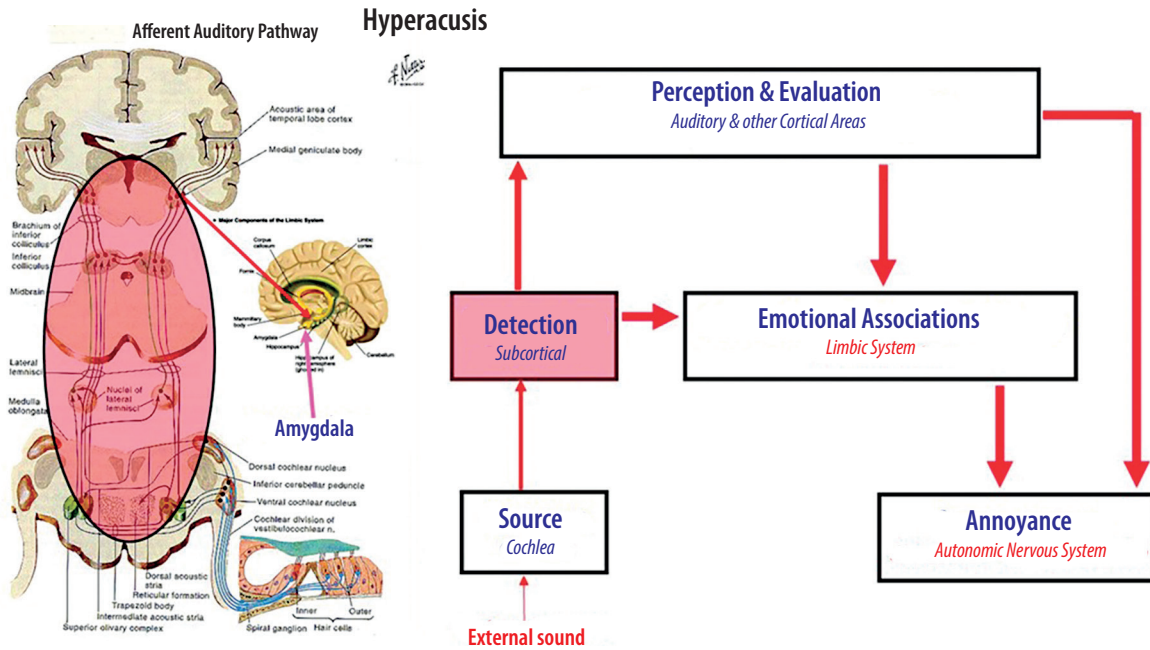 Hyperacusis
Afferent Auditory Pathway
F. Netter
Acoustic area of
temporal lobe cortex
Medial geniculate body
Brachium of
inferior
colliculus
Inferior
colliculus
Midbrain
Lateral
lemnisci
Medulla
oblongata
Nuclei of
lateral
lemnisci
Major Components of the Limbic System
Corpus
callosum
Limbic
cortex
Fornix
Mammillary
body
Amygdala
Hippocampus
Hippocampus of
Cerebellum
Amygdala
Dorsal cochlear nucleus
Inferior cerebellar peduncle
Ventral cochlear nucleus
Cochlear division of
vestibulocochlear n.
Dorsal acoustic
stria
Reticular formation
Trapezoid body
Intermediate acoustic stria
Superior olivary complex
Inner
Outer
Hair cells
Spiral ganglion
Perception & Evaluation
Auditory & other Cortical Areas
Detection
Subcortical
Emotional Associations
Limbic System
Source
Cochlea
Annoyance
Autonomic Nervous System
External sound